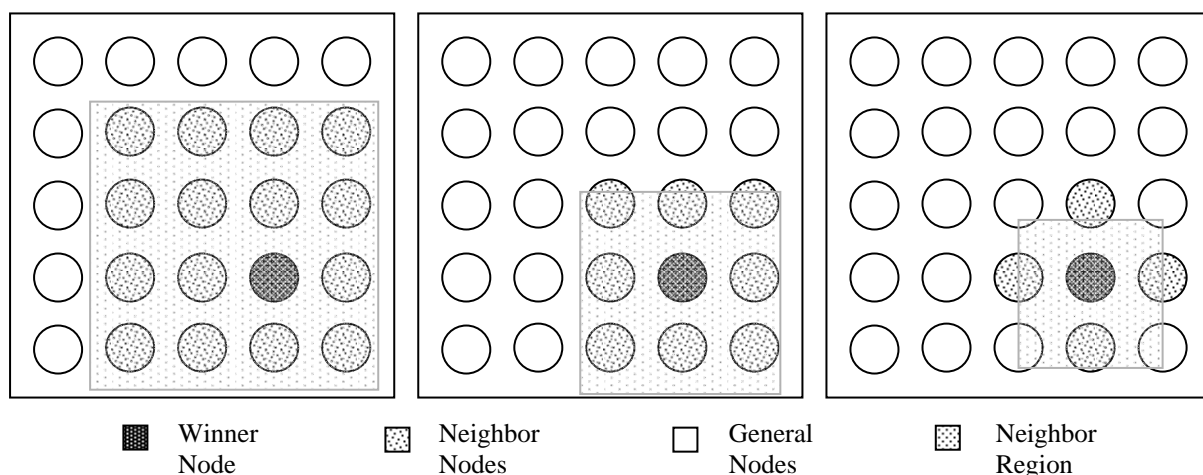 Winner
Node
Neighbor
Nodes
General
Nodes
Neighbor
Region